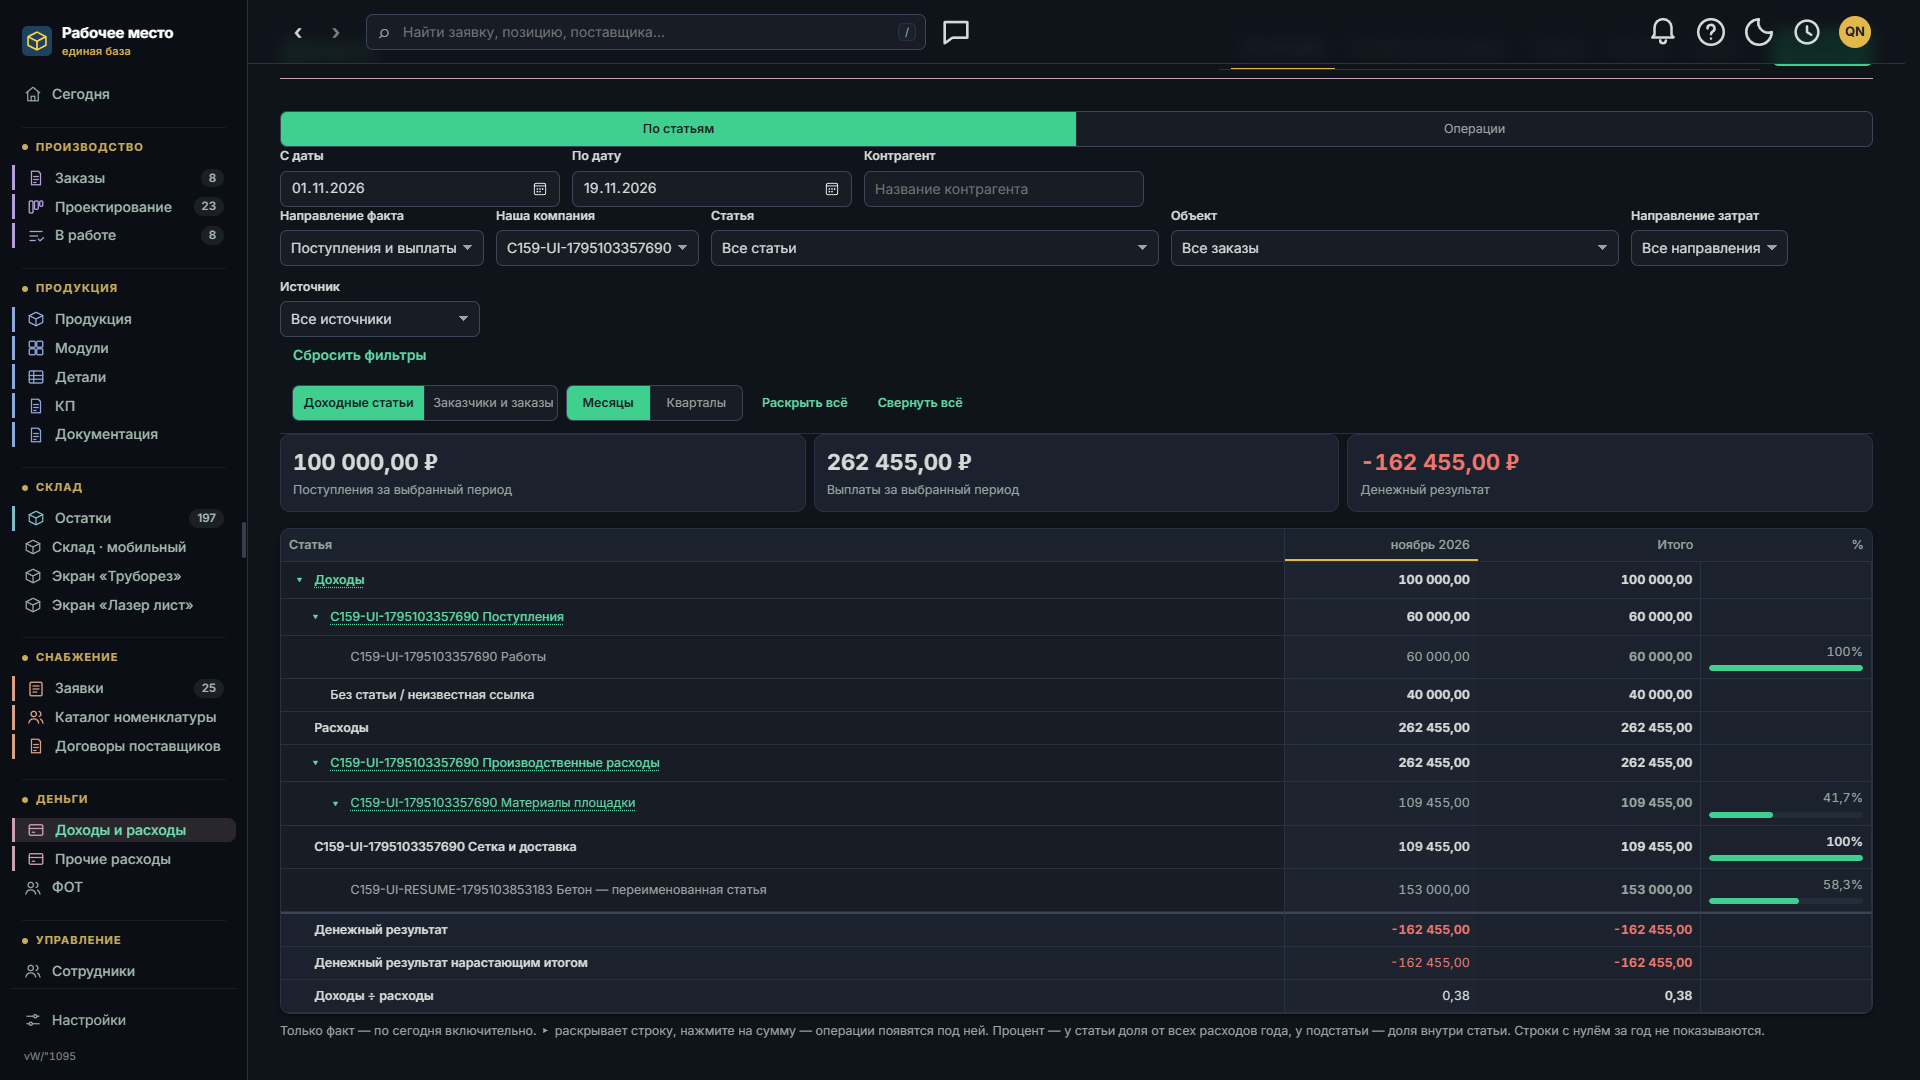 Рабочее место
единая база
Сегодня
ПРОИЗВОДСТВО
Заказы 8
Проектирование 23
В работе 8
ПРОДУКЦИЯ
Продукция
Модули
Детали
КП
Документация
СКЛАД
Остатки 197
Склад · мобильный
Экран «Труборез»
Экран «Лазер лист»
СНАБЖЕНИЕ
Заявки 25
Каталог номенклатуры
Договоры поставщиков
ДЕНЬГИ
Доходы и расходы
Прочие расходы
ФОТ
УПРАВЛЕНИЕ
Сотрудники
Настройки
vW/"1095
Найти заявку, позицию, поставщика... /
QN
По статьям Операции
С даты По дату Контрагент
01.11.2026 19.11.2026 Название контрагента
Направление факта Наша компания Статья Объект Направление затрат
Поступления и выплаты C159-UI-1795103357690 Все статьи Все заказы Все направления
Источник
Все источники
Сбросить фильтры
Доходные статьи Заказчики и заказы Месяцы Кварталы Раскрыть всё Свернуть всё
100 000,00 ₽ 262 455,00 ₽ -162 455,00 ₽
Поступления за выбранный период Выплаты за выбранный период Денежный результат
Статья ноябрь 2026 Итого %
Доходы 100 000,00 100 000,00
C159-UI-1795103357690 Поступления 60 000,00 60 000,00
C159-UI-1795103357690 Работы 60 000,00 60 000,00 100%
Без статьи / неизвестная ссылка 40 000,00 40 000,00
Расходы 262 455,00 262 455,00
C159-UI-1795103357690 Производственные расходы 262 455,00 262 455,00
C159-UI-1795103357690 Материалы площадки 109 455,00 109 455,00 41,7%
C159-UI-1795103357690 Сетка и доставка 109 455,00 109 455,00 100%
C159-UI-RESUME-1795103853183 Бетон — переименованная статья 153 000,00 153 000,00 58,3%
Денежный результат -162 455,00 -162 455,00
Денежный результат нарастающим итогом -162 455,00 -162 455,00
Доходы ÷ расходы 0,38 0,38
Только факт — по сегодня включительно. ▸ раскрывает строку, нажмите на сумму — операции появятся под ней. Процент — у статьи доля от всех расходов года, у подстатьи — доля внутри статьи. Строки с нулём за год не показываются.